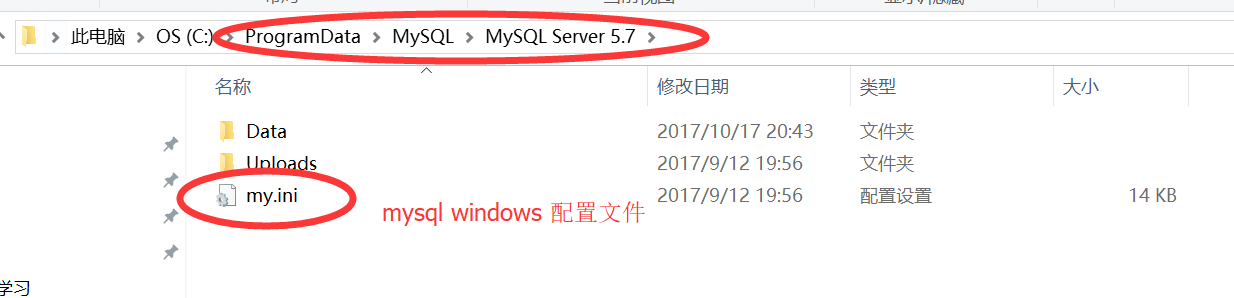 此电脑 OS (C:) ProgramData MySQL MySQL Server 5.7
名称 修改日期 类型 大小
Data 2017/10/17 20:43 文件夹
Uploads 2017/9/12 19:56 文件夹
my.ini 2017/9/12 19:56 配置设置 14 KB
mysql windows 配置文件
学习